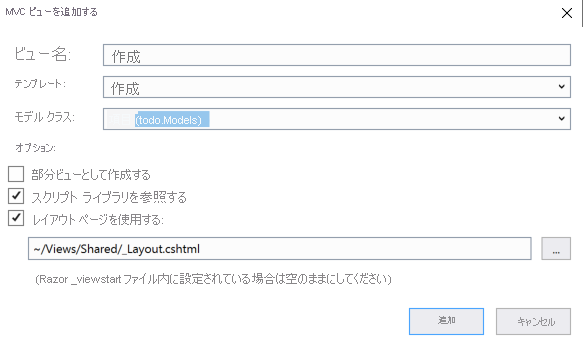 MVC ビューを追加する
ビュー名:
作成
テンプレート:
作成
モデル クラス:
(todo.Models)
オプション:
部分ビューとして作成する
スクリプト ライブラリを参照する
レイアウト ページを使用する:
~/Views/Shared/_Layout.cshtml
...
(Razor _viewstart ファイル内に設定されている場合は空のままにしてください)
追加
キャンセル